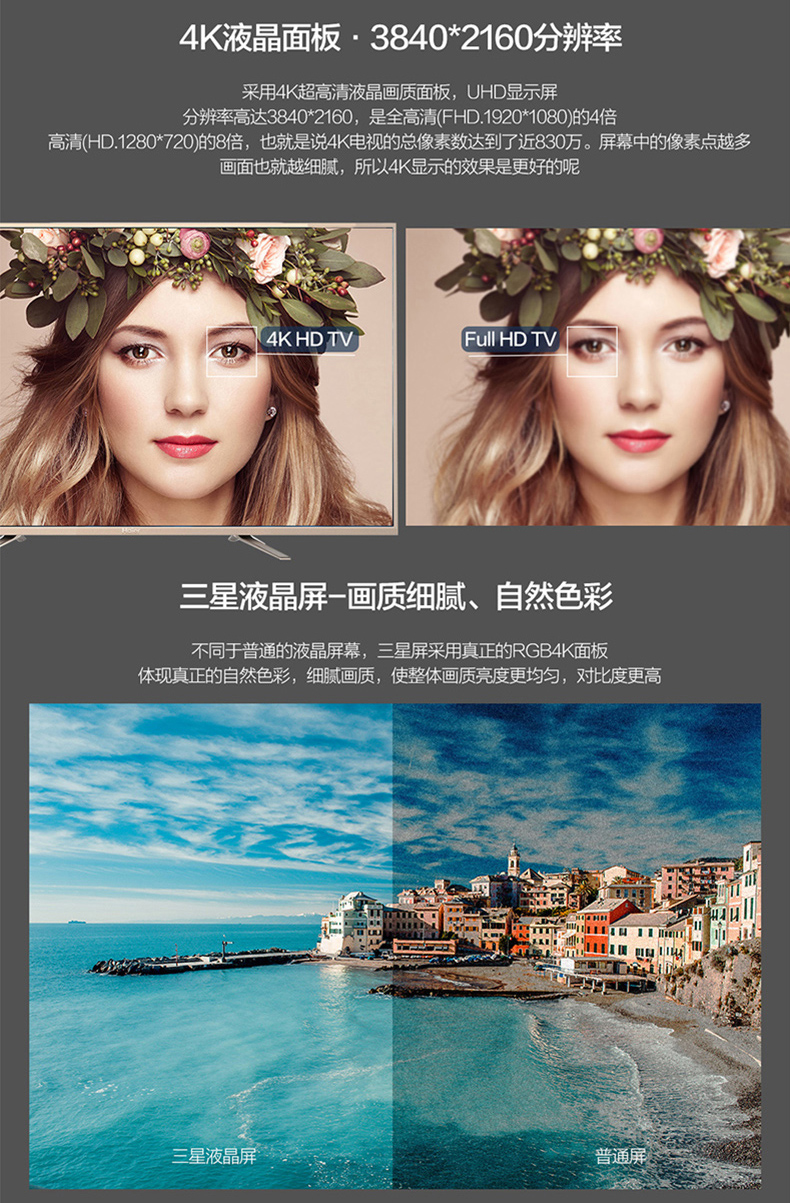 4K液晶面板·3840*2160分辨率
采用4K超高清液晶画质面板，UHD显示屏
分辨率高达3840*2160，是全高清(FHD.1920*1080)的4倍
高清(HD.1280*720)的8倍，也就是说4K电视的总像素数达到了近830万。屏幕中的像素点越多
画面也就越细腻，所以4K显示的效果是更好的呢
4K HD TV
Full HD TV
三星液晶屏-画质细腻、自然色彩
不同于普通的液晶屏幕，三星屏采用真正的RGB4K面板
体现真正的自然色彩，细腻画质，使整体画质亮度更均匀，对比度更高
三星液晶屏
普通屏